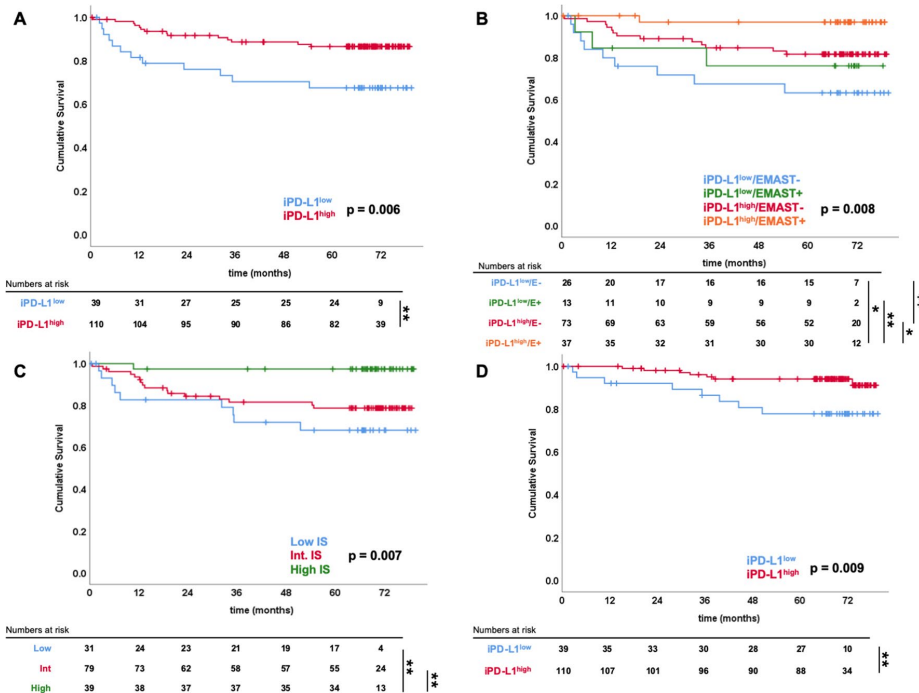 A
Cumulative Survival
1.0
0.8
0.6
0.4
0.2
0.0
iPD-L1low
iPD-L1high
p = 0.006
0 12 24 36 48 60 72
time (months)
Numbers at risk
iPD-L1low 39 31 27 25 25 24 9
iPD-L1high 110 104 95 90 86 82 39
**
B
Cumulative Survival
1.0
0.8
0.6
0.4
0.2
0.0
iPD-L1low/EMAST-
iPD-L1low/EMAST+
iPD-L1high/EMAST-
iPD-L1high/EMAST+
p = 0.008
0 12 24 36 48 60 72
time (months)
Numbers at risk
iPD-L1low/E- 26 20 17 16 16 15 7
iPD-L1low/E+ 13 11 10 9 9 9 2
iPD-L1high/E- 73 69 63 59 56 52 20
iPD-L1high/E+ 37 35 32 31 30 30 12
*
**
*
C
Cumulative Survival
1.0
0.8
0.6
0.4
0.2
0.0
Low IS
Int. IS
High IS
p = 0.007
0 12 24 36 48 60 72
time (months)
Numbers at risk
Low 31 24 23 21 19 17 4
Int 79 73 62 58 57 55 24
High 39 38 37 37 35 34 13
**
**
D
Cumulative Survival
1.0
0.8
0.6
0.4
0.2
0.0
iPD-L1low
iPD-L1high
p = 0.009
0 12 24 36 48 60 72
time (months)
Numbers at risk
iPD-L1low 39 35 33 30 28 27 10
iPD-L1high 110 107 101 96 90 88 34
**